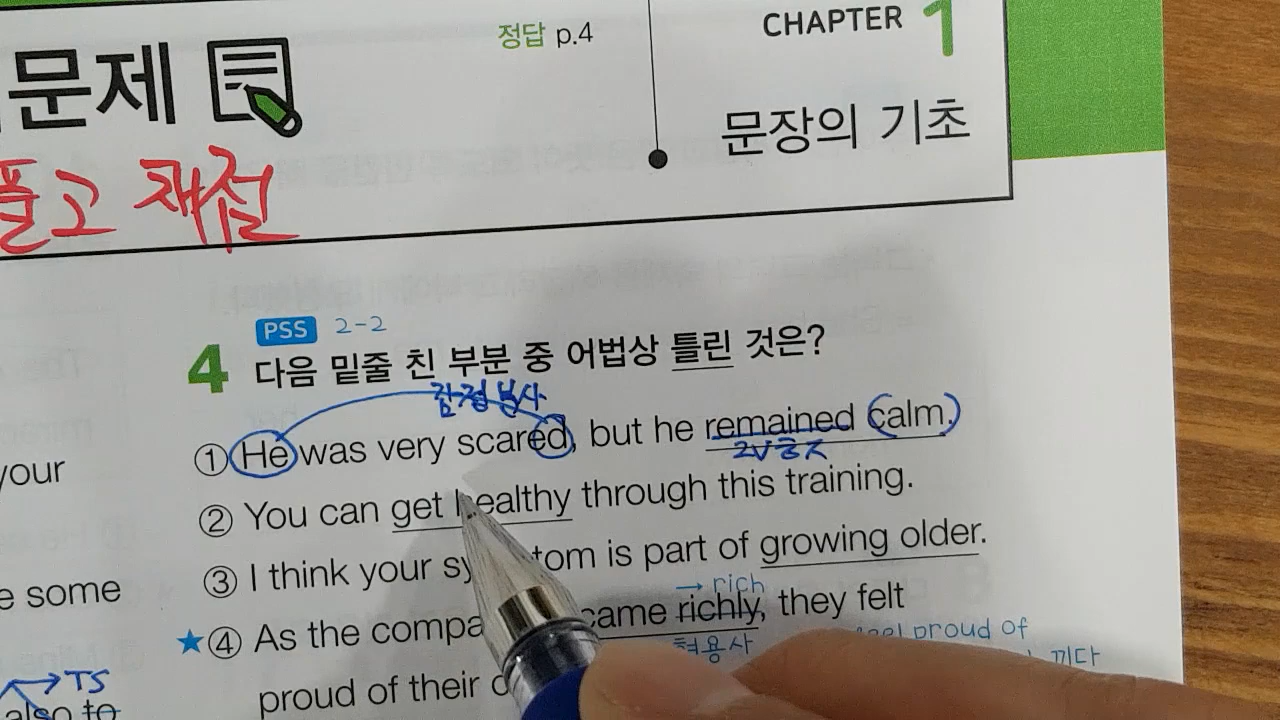 정답 p.4
CHAPTER 1
문제
문장의 기초
풀고 채점
PSS 2-2
4 다음 밑줄 친 부분 중 어법상 틀린 것은?
감정분사
① He was very scared, but he remained calm.
2V
your
② You can get healthy through this training.
③ I think your sy tom is part of growing older.
e some
→ rich
★④ As the compa came richly, they felt
형용사
proud of
끼다
proud of their
→TS
also to